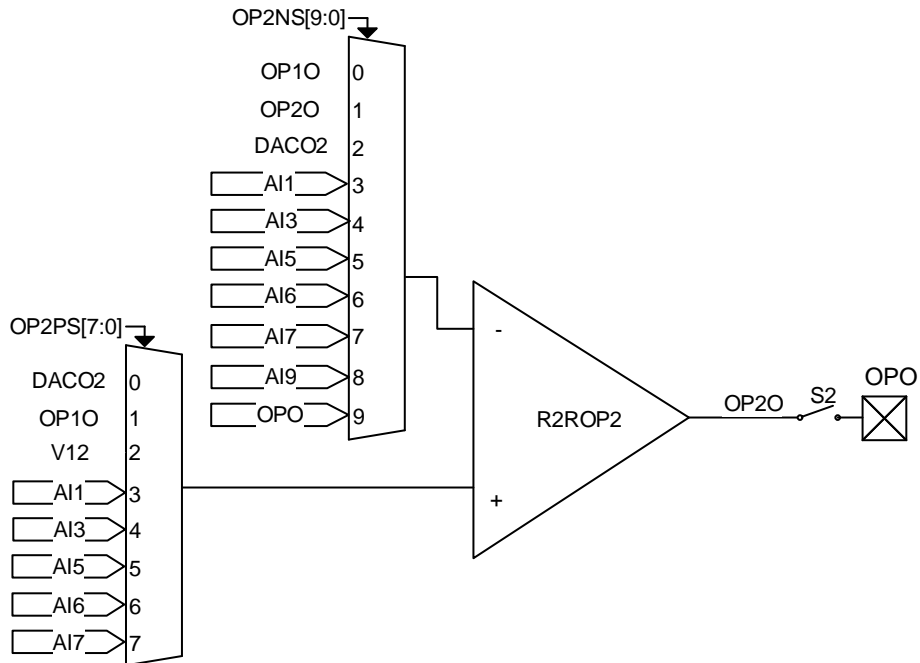 OP2NS[9:0]
OP1O 0
OP2O 1
DACO2 2
AI1 3
AI3 4
AI5 5
AI6 6
AI7 7
AI9 8
OPO 9
OP2PS[7:0]
DACO2 0
OP1O 1
V12 2
AI1 3
AI3 4
AI5 5
AI6 6
AI7 7
-
+
R2ROP2
OP2O
S2
OPO